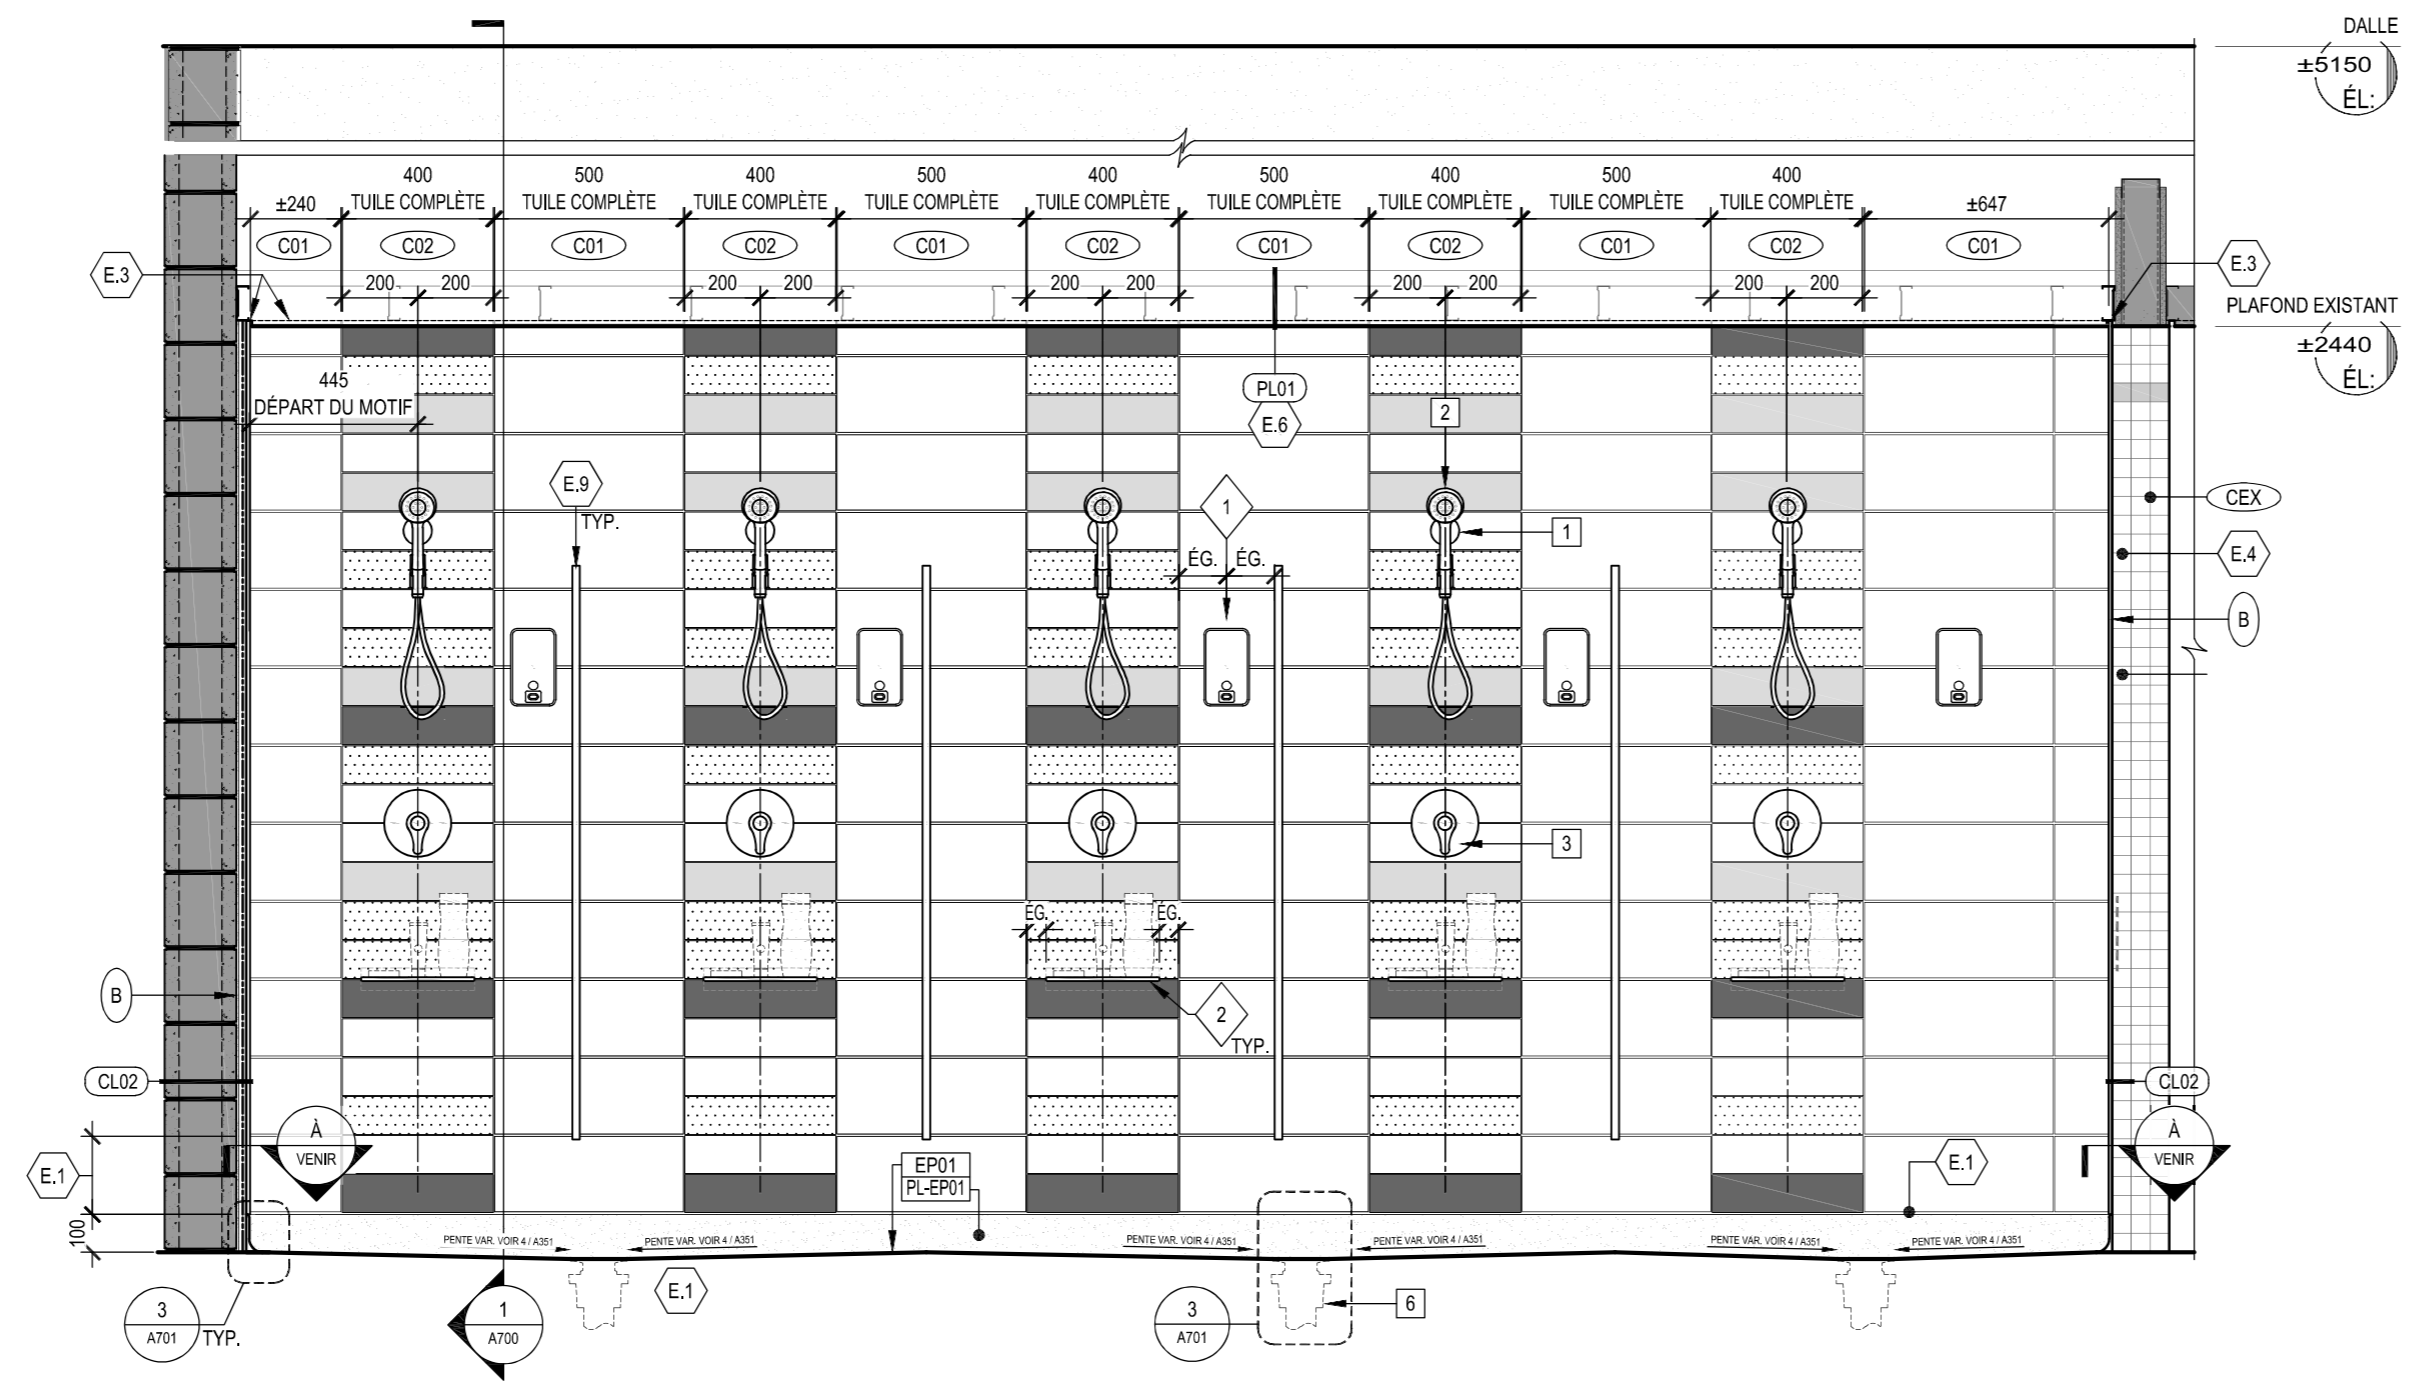 DALLE
±5150
ÉL:
400 500 400 500 400 500 400 500 400
±240 TUILE COMPLÈTE TUILE COMPLÈTE TUILE COMPLÈTE TUILE COMPLÈTE TUILE COMPLÈTE TUILE COMPLÈTE TUILE COMPLÈTE TUILE COMPLÈTE TUILE COMPLÈTE ±647
C01 C02 C01 C02 C01 C02 C01 C02 C01 C02 C01
E.3 200 200 200 200 200 200 200 200 200 200 E.3
PLAFOND EXISTANT
±2440
ÉL:
445
DÉPART DU MOTIF
PL01
E.6
2
E.9
TYP.
1
CEX
1
E.4
ÉG. ÉG.
B
3
ÉG. ÉG.
B
2
TYP.
CL02 CL02
À
VENIR
À
VENIR
E.1
EP01
PL-EP01
E.1
100
PENTE VAR. VOIR 4 / A351 PENTE VAR. VOIR 4 / A351 PENTE VAR. VOIR 4 / A351 PENTE VAR. VOIR 4 / A351 PENTE VAR. VOIR 4 / A351 PENTE VAR. VOIR 4 / A351
E.1
3
A701
TYP.
1
A700
3
A701
6